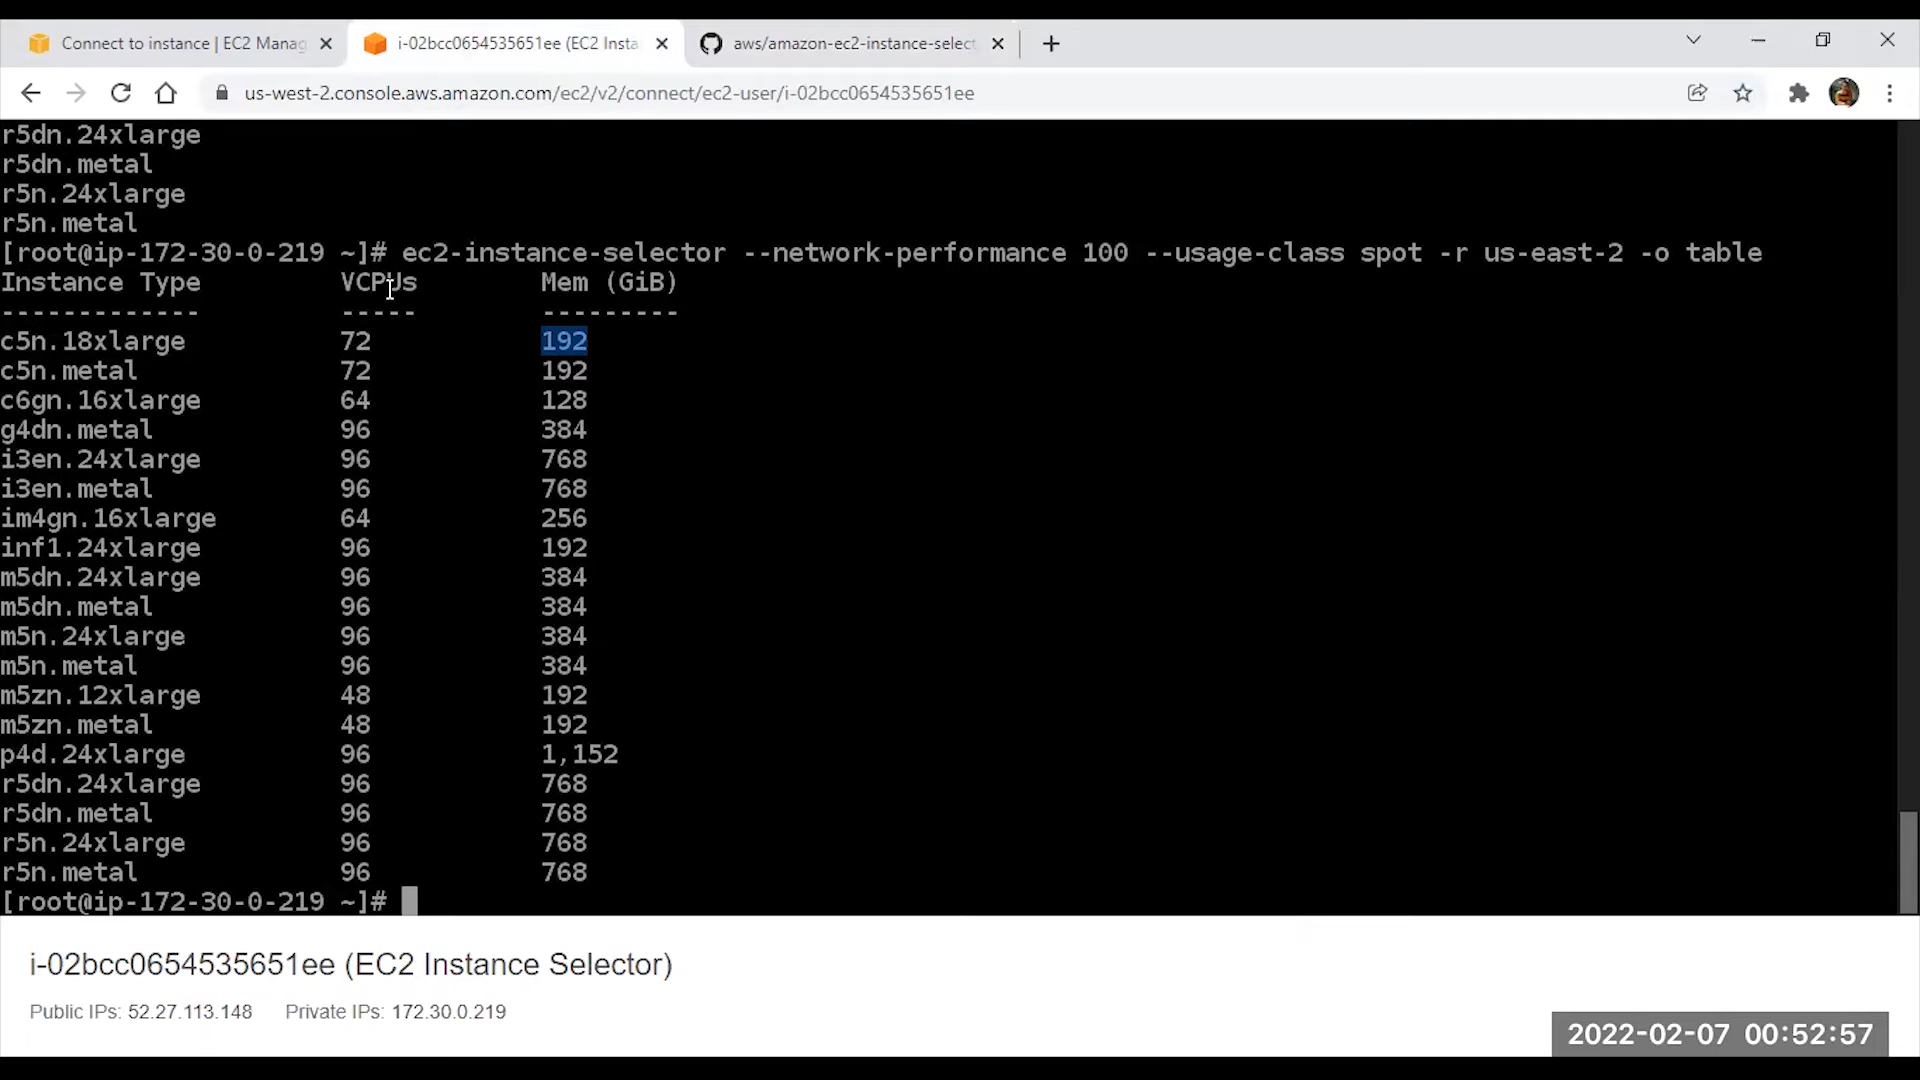 Connect to instance | EC2 Manag
i-02bcc0654535651ee (EC2 Insta
aws/amazon-ec2-instance-select
us-west-2.console.aws.amazon.com/ec2/v2/connect/ec2-user/i-02bcc0654535651ee
r5dn.24xlarge
r5dn.metal
r5n.24xlarge
r5n.metal
[root@ip-172-30-0-219 ~]# ec2-instance-selector --network-performance 100 --usage-class spot -r us-east-2 -o table
Instance Type VCPUs Mem (GiB)
------------- ----- ---------
c5n.18xlarge 72 192
c5n.metal 72 192
c6gn.16xlarge 64 128
g4dn.metal 96 384
i3en.24xlarge 96 768
i3en.metal 96 768
im4gn.16xlarge 64 256
inf1.24xlarge 96 192
m5dn.24xlarge 96 384
m5dn.metal 96 384
m5n.24xlarge 96 384
m5n.metal 96 384
m5zn.12xlarge 48 192
m5zn.metal 48 192
p4d.24xlarge 96 1,152
r5dn.24xlarge 96 768
r5dn.metal 96 768
r5n.24xlarge 96 768
r5n.metal 96 768
[root@ip-172-30-0-219 ~]#
i-02bcc0654535651ee (EC2 Instance Selector)
Public IPs: 52.27.113.148 Private IPs: 172.30.0.219
2022-02-07 00:52:57